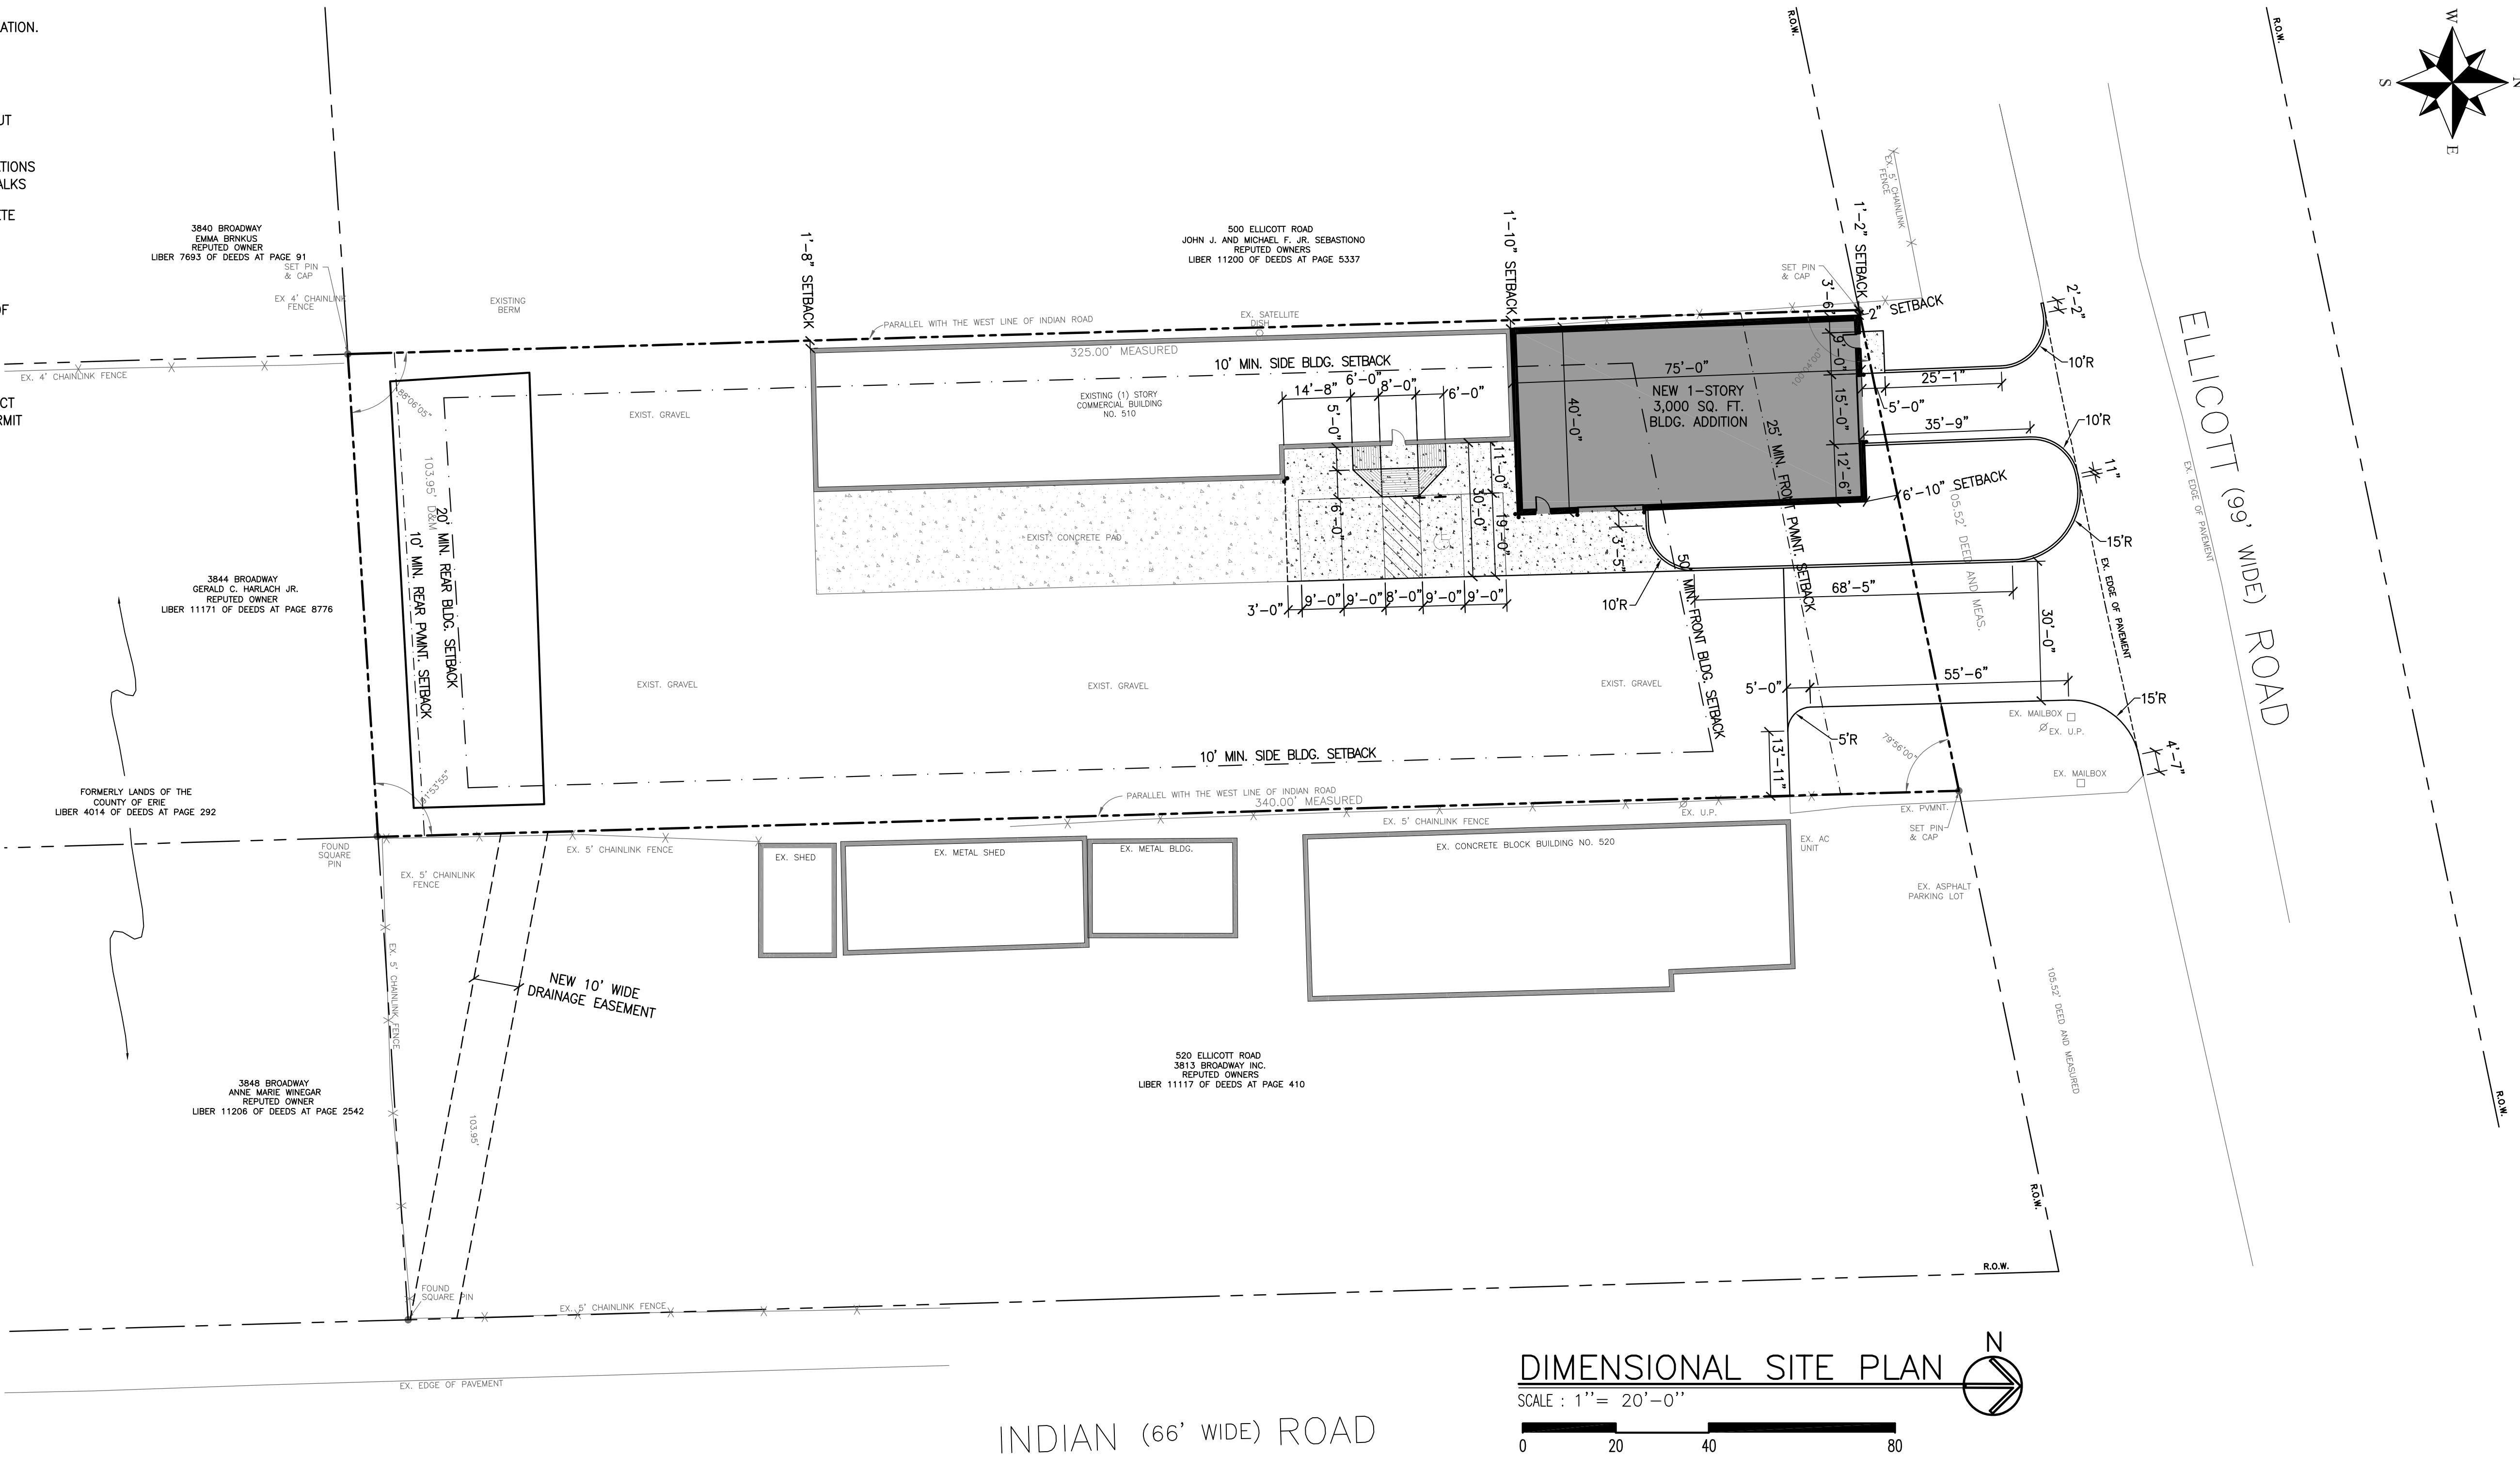 ATION.
UT
TIONS
ALKS
ETE
OF
CT
RMIT
3840 BROADWAY
EMMA BRNKUS
REPUTED OWNER
LIBER 7693 OF DEEDS AT PAGE 91
SET PIN
& CAP
EX 4' CHAINLINK
FENCE
EXISTING
BERM
EX. 4' CHAINLINK FENCE
1'-8" SETBACK
PARALLEL WITH THE WEST LINE OF INDIAN ROAD
325.00' MEASURED
500 ELLICOTT ROAD
JOHN J. AND MICHAEL F. JR. SEBASTIONO
REPUTED OWNERS
LIBER 11200 OF DEEDS AT PAGE 5337
EX. SATELLITE
DISH
1'-10" SETBACK
SET PIN
& CAP
1'-2" SETBACK
EX. 5' CHAINLINK
FENCE
R.O.W.
R.O.W.
W
N
S
E
3'-6"
2" SETBACK
2'-2"
10'R
9'-0"
25'-1"
5'-0"
15'-0"
35'-9"
10'R
11"
12'-6"
6'-10" SETBACK
15'R
100°04'00"
75'-0"
NEW 1-STORY
3,000 SQ. FT.
BLDG. ADDITION
40'-0"
10' MIN. SIDE BLDG. SETBACK
88°06'05"
EXIST. GRAVEL
EXISTING (1) STORY
COMMERCIAL BUILDING
NO. 510
14'-8"
6'-0"
8'-0"
6'-0"
5'-0"
11'-0"
30'-0"
19'-0"
6'-0"
EXIST. CONCRETE PAD
3'-0"
9'-0"
9'-0"
8'-0"
9'-0"
9'-0"
3'-5"
10'R
68'-5"
103.95' D&M
20' MIN. REAR BLDG. SETBACK
10' MIN. REAR PVMNT. SETBACK
50' MIN. FRONT BLDG. SETBACK
25' MIN. FRONT PVMNT. SETBACK
105.52' DEED AND MEAS.
EX. EDGE OF PAVEMENT
EX. EDGE OF PAVEMENT
ELLICOTT (99' WIDE) ROAD
3844 BROADWAY
GERALD C. HARLACH JR.
REPUTED OWNER
LIBER 11171 OF DEEDS AT PAGE 8776
EXIST. GRAVEL
EXIST. GRAVEL
EXIST. GRAVEL
30'-0"
55'-6"
5'-0"
15'R
EX. MAILBOX
EX. U.P.
5'R
13'-11"
79°56'00"
4'-7"
EX. MAILBOX
10' MIN. SIDE BLDG. SETBACK
PARALLEL WITH THE WEST LINE OF INDIAN ROAD
340.00' MEASURED
91°53'55"
FORMERLY LANDS OF THE
COUNTY OF ERIE
LIBER 4014 OF DEEDS AT PAGE 292
FOUND
SQUARE
PIN
EX. 5' CHAINLINK FENCE
EX. 5' CHAINLINK
FENCE
EX. 5' CHAINLINK FENCE
EX. SHED
EX. METAL SHED
EX. METAL BLDG.
EX. 5' CHAINLINK FENCE
EX. U.P.
EX. PVMNT.
SET PIN
& CAP
EX. CONCRETE BLOCK BUILDING NO. 520
EX. AC
UNIT
EX. ASPHALT
PARKING LOT
NEW 10' WIDE
DRAINAGE EASEMENT
105.52' DEED AND MEASURED
520 ELLICOTT ROAD
3813 BROADWAY INC.
REPUTED OWNERS
LIBER 11117 OF DEEDS AT PAGE 410
3848 BROADWAY
ANNE MARIE WINEGAR
REPUTED OWNER
LIBER 11206 OF DEEDS AT PAGE 2542
103.95'
R.O.W.
R.O.W.
R.O.W.
FOUND
SQUARE PIN
EX. 5' CHAINLINK FENCE
EX. EDGE OF PAVEMENT
INDIAN (66' WIDE) ROAD
DIMENSIONAL SITE PLAN
N
SCALE : 1"= 20'-0"
0 20 40 80